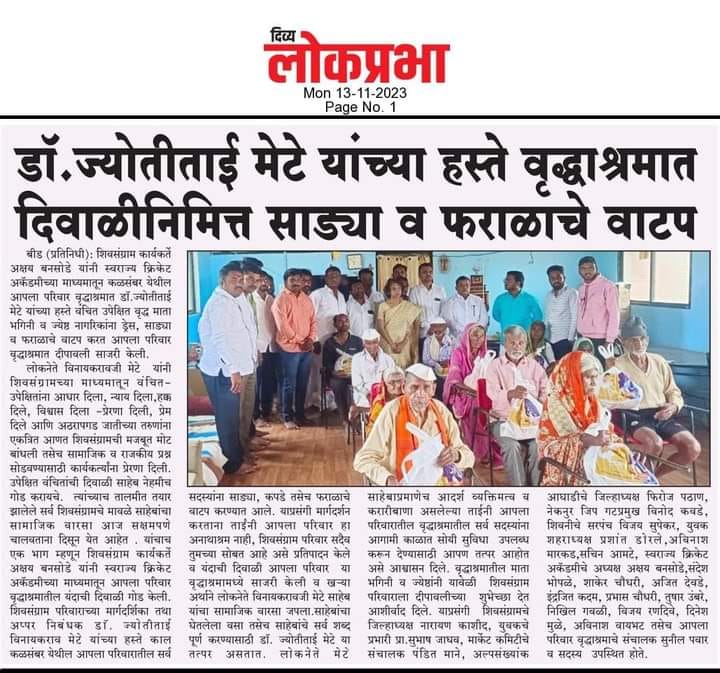 दिव्य
लोकप्रभा
Mon 13-11-2023
Page No. 1
डॉ.ज्योतीताई मेटे यांच्या हस्ते वृद्धाश्रमात
दिवाळीनिमित्त साड्या व फराळाचे वाटप
बीड (प्रतिनिधी): शिवसंग्राम कार्यकर्ते
अक्षय बनसोडे यांनी स्वराज्य क्रिकेट
अकॅडमीच्या माध्यमातून कळसंबर येथील
आपला परिवार वृद्धाश्रमात डॉ.ज्योतीताई
मेटे यांच्या हस्ते वंचित उपेक्षित वृद्ध माता
भगिनी व ज्येष्ठ नागरिकांना ड्रेस, साड्या
व फराळाचे वाटप करत आपला परिवार
वृद्धाश्रमात दीपावली साजरी केली.
लोकनेते विनायकरावजी मेटे यांनी
शिवसंग्रामच्या माध्यमातून वंचित-
उपेक्षितांना आधार दिला, न्याय दिला,हक्क
दिले, विश्वास दिला -प्रेरणा दिली, प्रेम
दिले आणि अठरापगड जातीच्या तरुणांना
एकत्रित आणत शिवसंग्रामची मजबूत मोट
बांधली तसेच सामाजिक व राजकीय प्रश्न
सोडवण्यासाठी कार्यकर्त्यांना प्रेरणा दिली.
उपेक्षित वंचितांची दिवाळी साहेब नेहमीच
गोड करायचे. त्यांच्याच तालमीत तयार
झालेले सर्व शिवसंग्रामचे मावळे साहेबांचा
सामाजिक वारसा आज सक्षमपणे
चालवताना दिसून येत आहेत . यांचाच
एक भाग म्हणून शिवसंग्राम कार्यकर्ते
अक्षय बनसोडे यांनी स्वराज्य क्रिकेट
अकॅडमीच्या माध्यमातून आपला परिवार
वृद्धाश्रमातील यंदाची दिवाळी गोड केली.
शिवसंग्राम परिवाराच्या मार्गदर्शिका तथा
अप्पर निबंधक डॉ. ज्योतीताई
विनायकराव मेटे यांच्या हस्ते काल
कळसंबर येथील आपला परिवारातील सर्व
सदस्यांना साड्या, कपडे तसेच फराळाचे
वाटप करण्यात आले. याप्रसंगी मार्गदर्शन
करताना ताईंनी आपला परिवार हा
अनाथाश्रम नाही, शिवसंग्राम परिवार सदैव
तुमच्या सोबत आहे असे प्रतिपादन केले
व यंदाची दिवाळी आपला परिवार या
वृद्धाश्रमामध्ये साजरी केली व खऱ्या
अर्थाने लोकनेते विनायकरावजी मेटे साहेब
यांचा सामाजिक वारसा जपला.साहेबांचा
घेतलेला वसा तसेच साहेबांचे सर्व शब्द
पूर्ण करण्यासाठी डॉ. ज्योतीताई मेटे या
तत्पर असतात. लोकनेते मेटे
साहेबाप्रमाणेच आदर्श व्यक्तिमत्व व
करारीबाणा असलेल्या ताईंनी आपला
परिवारातील वृद्धाश्रमातील सर्व सदस्यांना
आगामी काळात सोयी सुविधा उपलब्ध
करून देण्यासाठी आपण तत्पर आहोत
असे आश्वासन दिले. वृद्धाश्रमातील माता
भगिनी व ज्येष्ठांनी यावेळी शिवसंग्राम
परिवाराला दीपावलीच्या शुभेच्छा देत
आशीर्वाद दिले. याप्रसंगी शिवसंग्रामचे
जिल्हाध्यक्ष नारायण काशीद, युवकचे
प्रभारी प्रा.सुभाष जाधव, मार्केट कमिटीचे
संचालक पंडित माने, अल्पसंख्यांक
आघाडीचे जिल्हाध्यक्ष फिरोज पठाण,
नेकनुर जिप गटप्रमुख विनोद कवडे,
शिवनीचे सरपंच विजय सुपेकर, युवक
शहराध्यक्ष प्रशांत डोरले,अविनाश
मारकड,सचिन आमटे, स्वराज्य क्रिकेट
अकॅडमीचे अध्यक्ष अक्षय बनसोडे,संदेश
भोपळे, शाकेर चौधरी, अजित देवडे,
इंद्रजित कदम, प्रभास चौधरी, तुषार उंबरे,
निखिल गवळी, विजय रणदिवे, दिनेश
मुळे, अविनाश वायभट तसेच आपला
परिवार वृद्धाश्रमाचे संचालक सुनील पवार
व सदस्य उपस्थित होते.